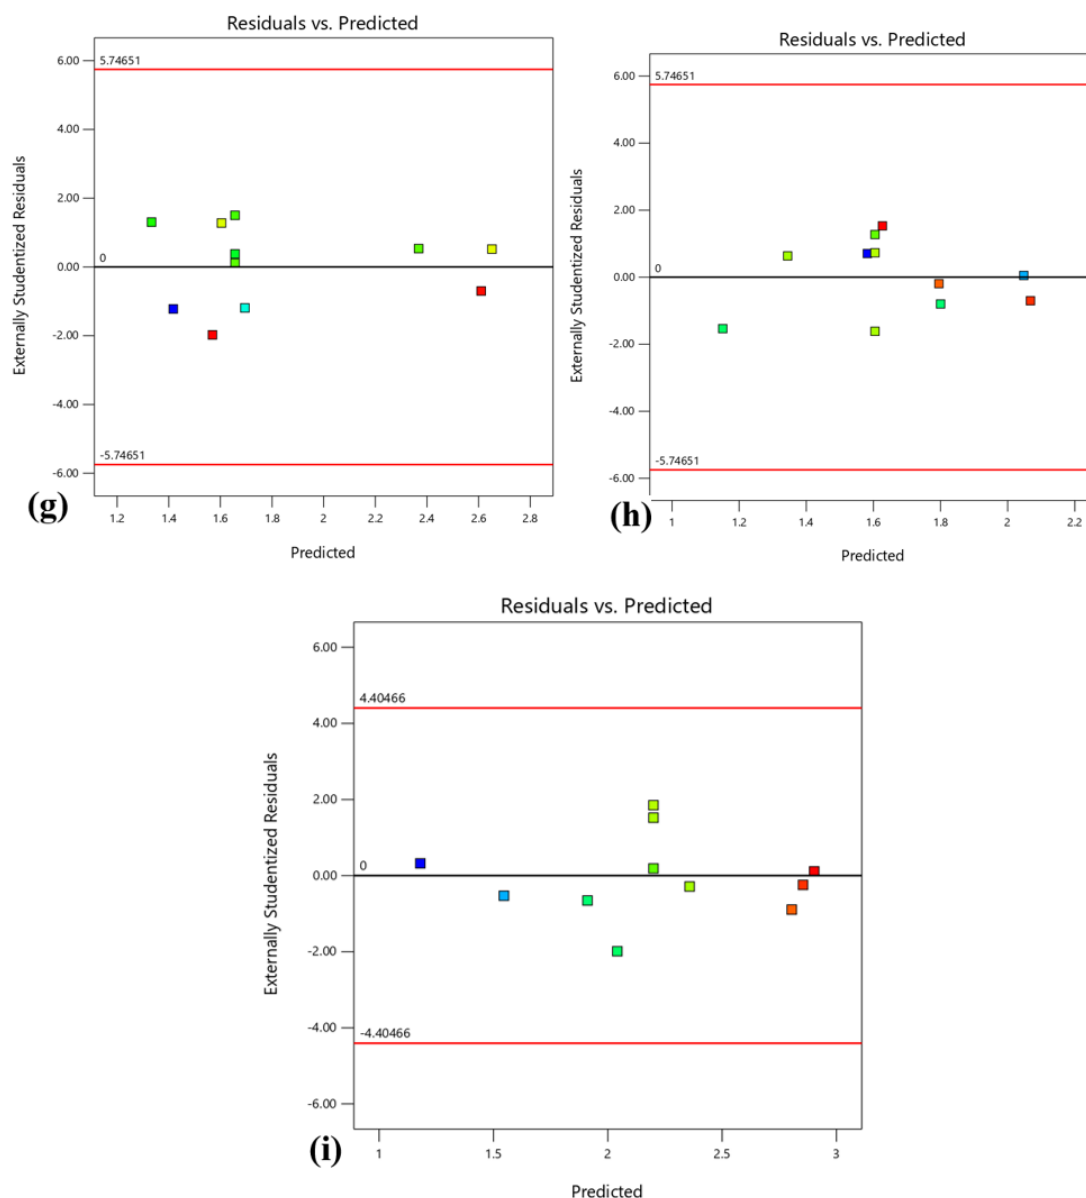 Residuals vs. Predicted
6.00
5.74651
4.00
2.00
0
0.00
-2.00
-4.00
-5.74651
-6.00
Externally Studentized Residuals
(g)
1.2 1.4 1.6 2 2.2 2.4 2.6 2.8
Predicted
Residuals vs. Predicted
6.00
5.74651
4.00
2.00
0
0.00
-2.00
-4.00
-5.74651
-6.00
Externally Studentized Residuals
(h)
1 1.2 1.4 1.6 1.8 2 2.2
Predicted
Residuals vs. Predicted
6.00
4.40466
4.00
2.00
0
0.00
-2.00
-4.00
-4.40466
-6.00
Externally Studentized Residuals
(i)
1 1.5 2 2.5 3
Predicted